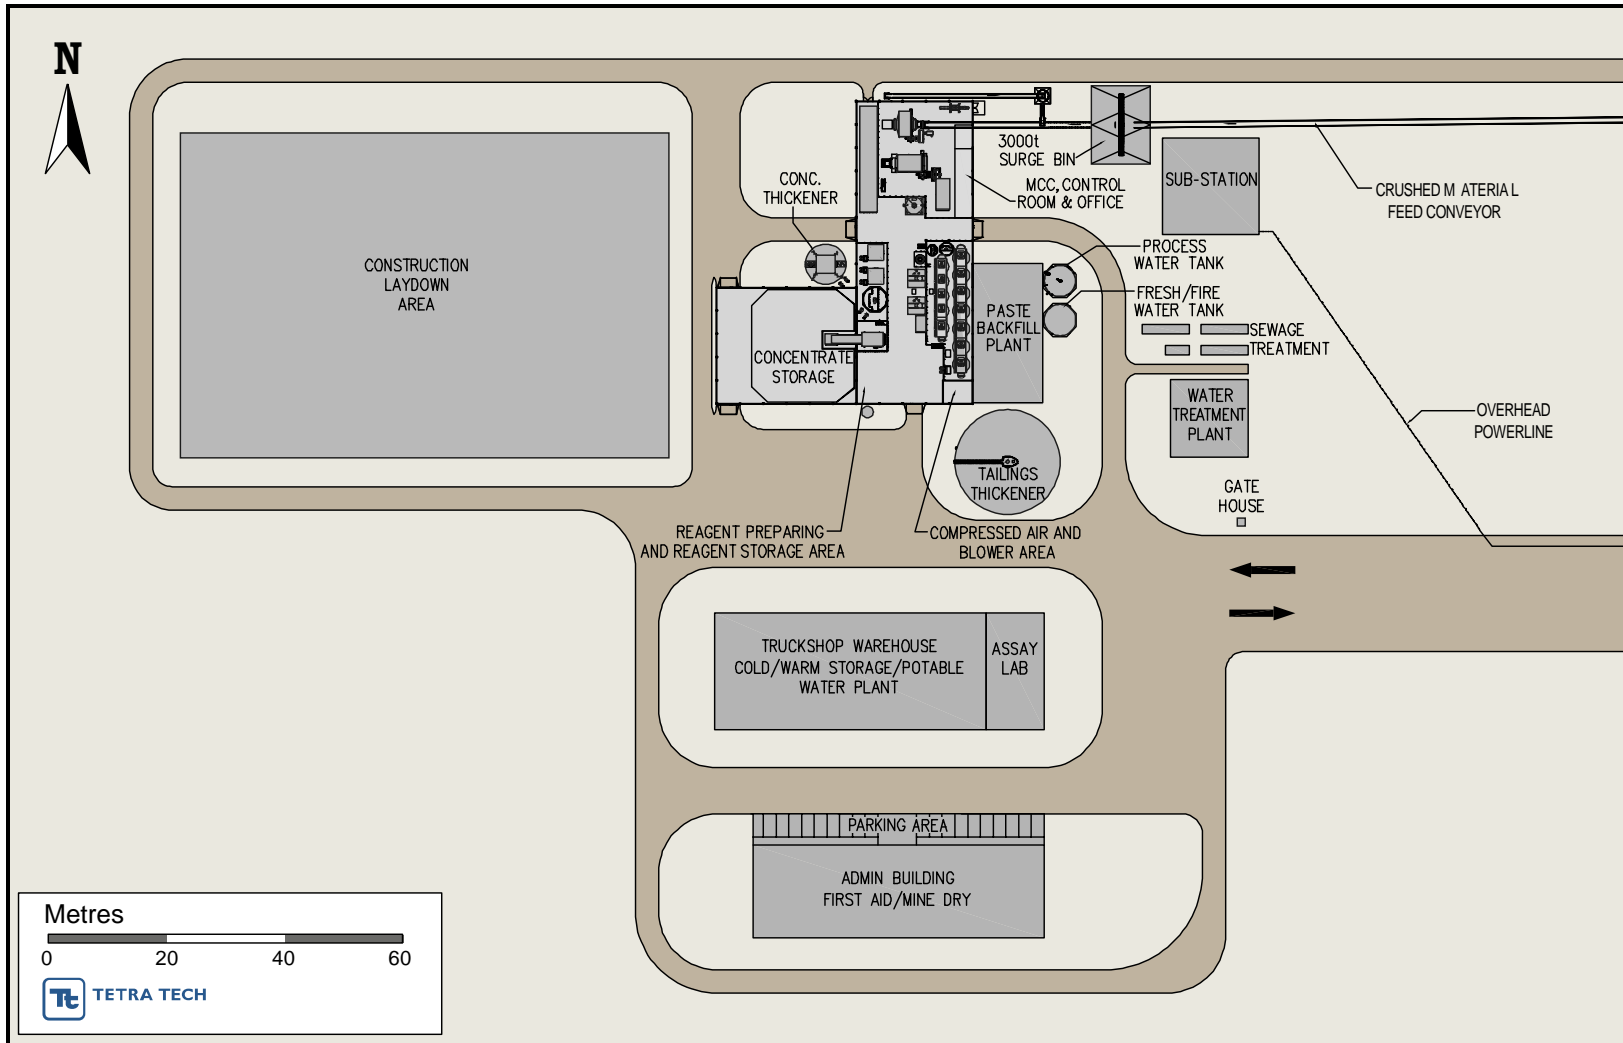 N
3000t
SURGE BIN
SUB-STATION
CONC.
THICKENER
MCC, CONTROL
ROOM & OFFICE
CRUSHED M ATERIA L
FEED CONVEYOR
PROCESS
WATER TANK
CONSTRUCTION
LAYDOWN
AREA
FRESH/FIRE
WATER TANK
PASTE
BACKFILL
PLANT
SEWAGE
TREATMENT
CONCENTRATE
STORAGE
WATER
TREATMENT
PLANT
OVERHEAD
POWERLINE
TAILINGS
THICKENER
GATE
HOUSE
REAGENT PREPARING
AND REAGENT STORAGE AREA
COMPRESSED AIR AND
BLOWER AREA
TRUCKSHOP WAREHOUSE
COLD/WARM STORAGE/POTABLE
WATER PLANT
ASSAY
LAB
PARKING AREA
ADMIN BUILDING
FIRST AID/MINE DRY
Metres
0 20 40 60
Tt TETRA TECH